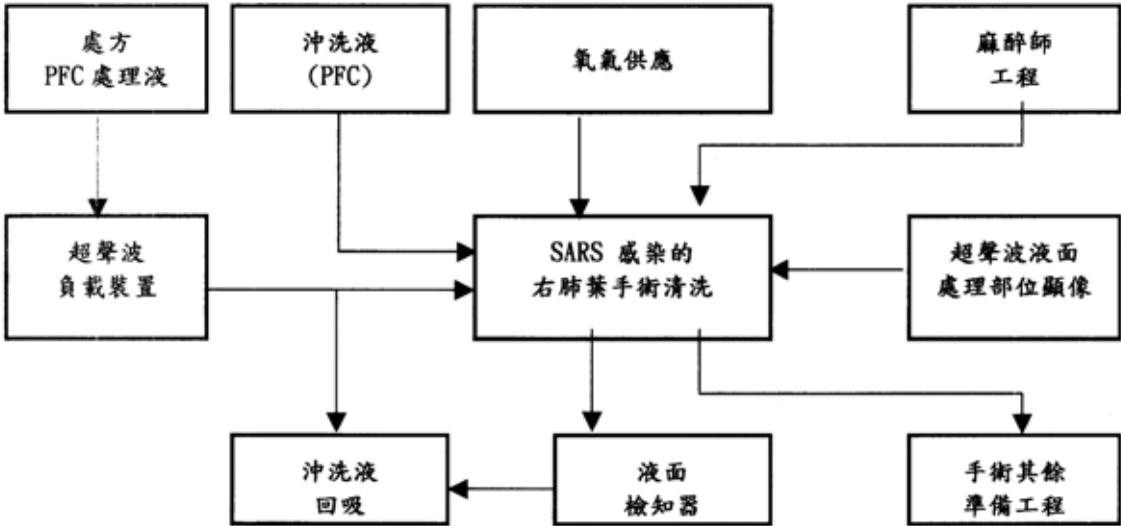 處方
PFC 處理液
沖洗液
(PFC)
氧氣供應
麻醉師
工程
超聲波
負載裝置
SARS 感染的
右肺葉手術清洗
超聲波液面
處理部位顯像
沖洗液
回吸
液面
檢知器
手術其餘
準備工程